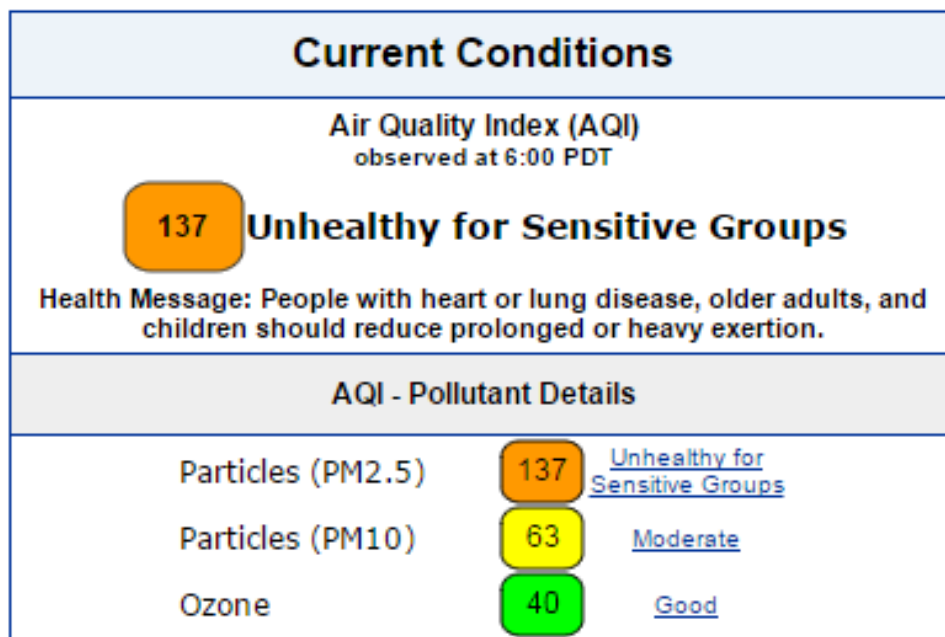 Current Conditions
Air Quality Index (AQI)
observed at 6:00 PDT
137 Unhealthy for Sensitive Groups
Health Message: People with heart or lung disease, older adults, and
children should reduce prolonged or heavy exertion.
AQI - Pollutant Details
Particles (PM2.5) 137 Unhealthy for
Sensitive Groups
Particles (PM10) 63 Moderate
Ozone 40 Good